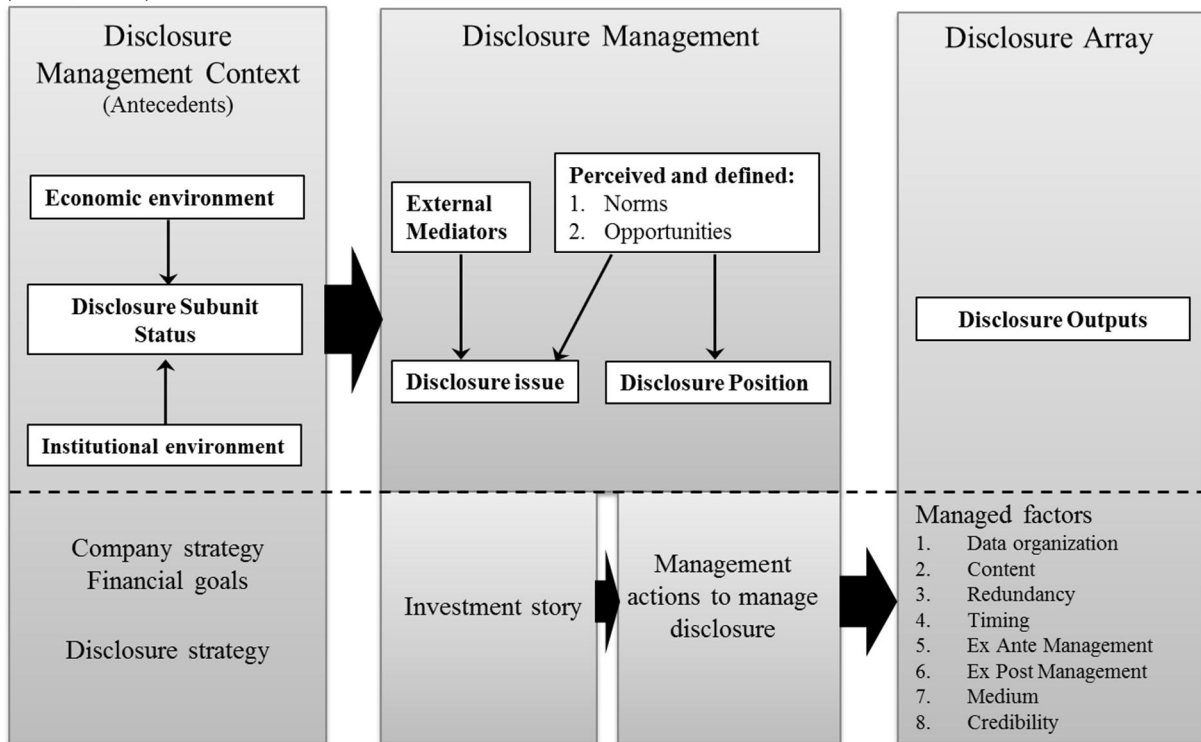 Disclosure
Management Context
(Antecedents)
Economic environment
Disclosure Subunit
Status
Institutional environment
Company strategy
Financial goals
Disclosure strategy
Disclosure Management
External
Mediators
Perceived and defined:
1. Norms
2. Opportunities
Disclosure issue
Disclosure Position
Investment story
Management
actions to manage
disclosure
Disclosure Array
Disclosure Outputs
Managed factors
1. Data organization
2. Content
3. Redundancy
4. Timing
5. Ex Ante Management
6. Ex Post Management
7. Medium
8. Credibility